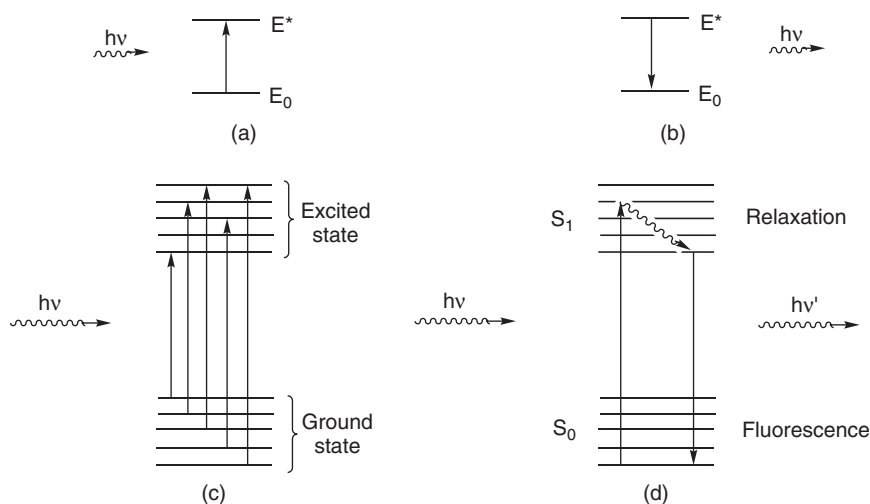 hν
E*
E0
(a)
E*
hν
E0
(b)
Excited
state
hν
Ground
state
(c)
S1
Relaxation
hν
hν'
S0
Fluorescence
(d)